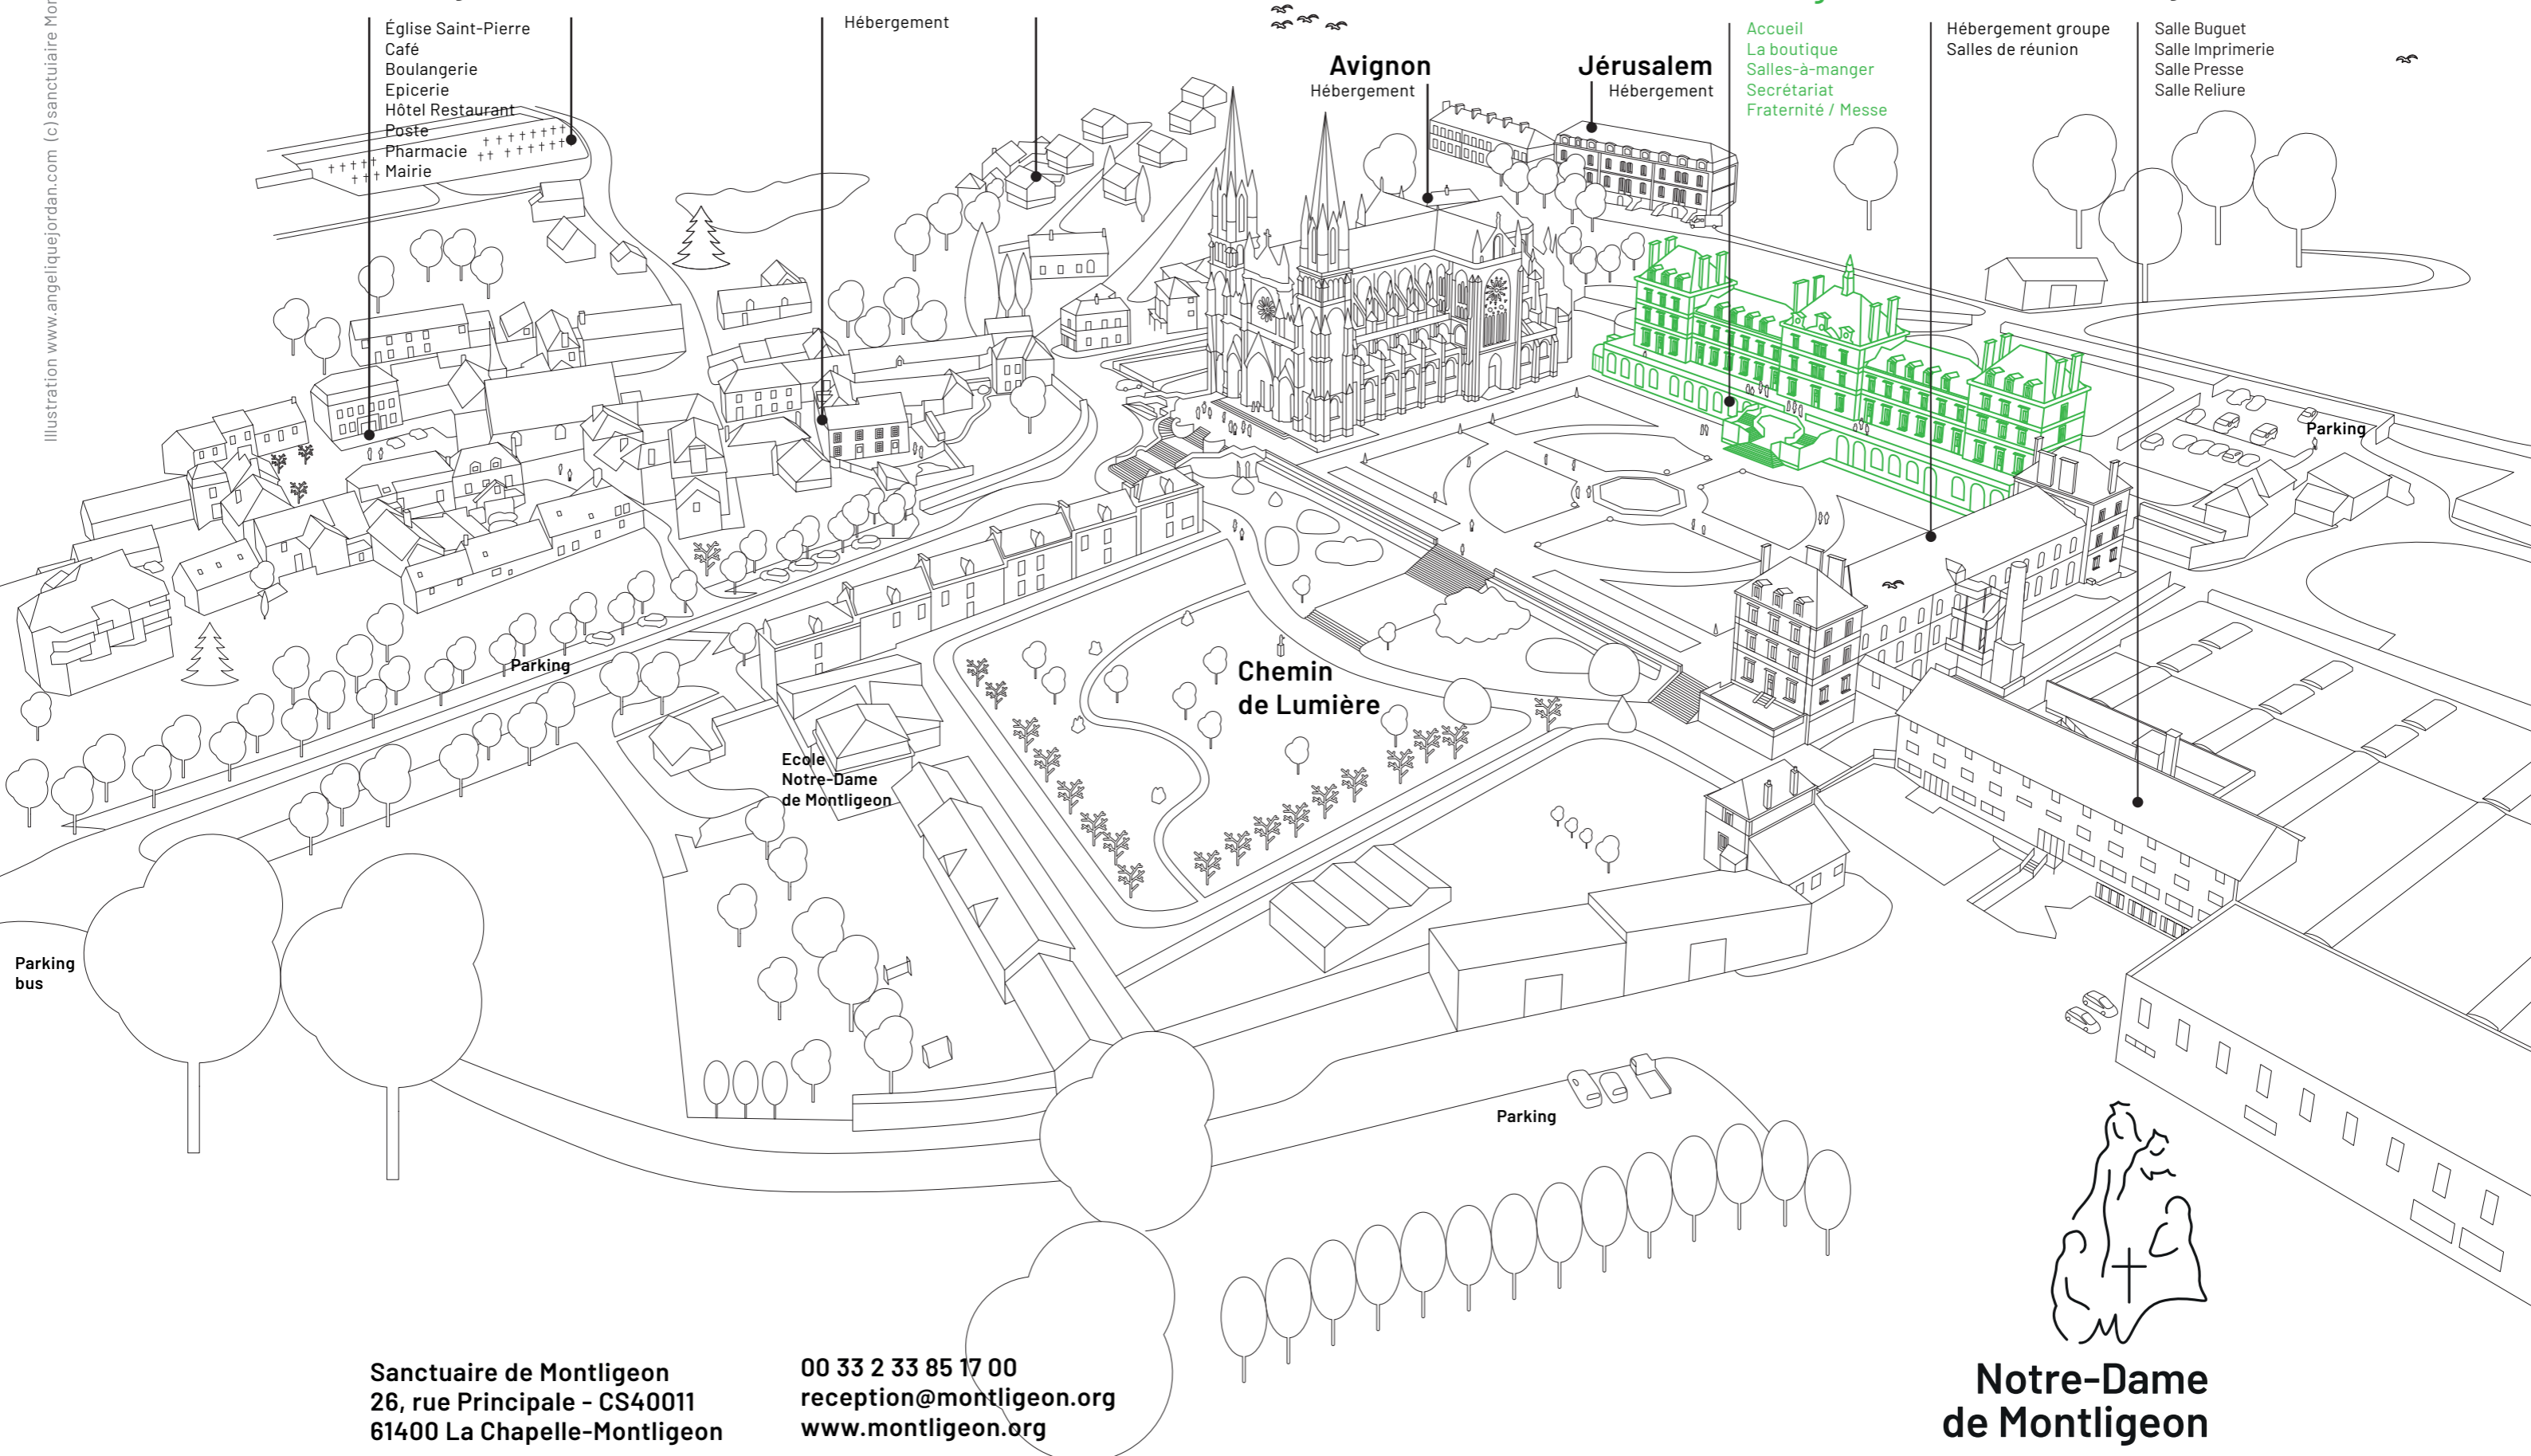 Illustration www.angeliquejordan.com (c) sanctuaire
Église Saint-Pierre
Café
Boulangerie
Epicerie
Hôtel Restaurant
Poste
Pharmacie
Mairie
Hébergement
Avignon
Hébergement
Jérusalem
Hébergement
Accueil
La boutique
Salles-à-manger
Secrétariat
Fraternité / Messe
Hébergement groupe
Salles de réunion
Salle Buguet
Salle Imprimerie
Salle Presse
Salle Reliure
Parking
Parking
Chemin
de Lumière
Ecole
Notre-Dame
de Montligeon
Parking
bus
Parking
Sanctuaire de Montligeon
26, rue Principale - CS40011
61400 La Chapelle-Montligeon
00 33 2 33 85 17 00
reception@montligeon.org
www.montligeon.org
Notre-Dame
de Montligeon